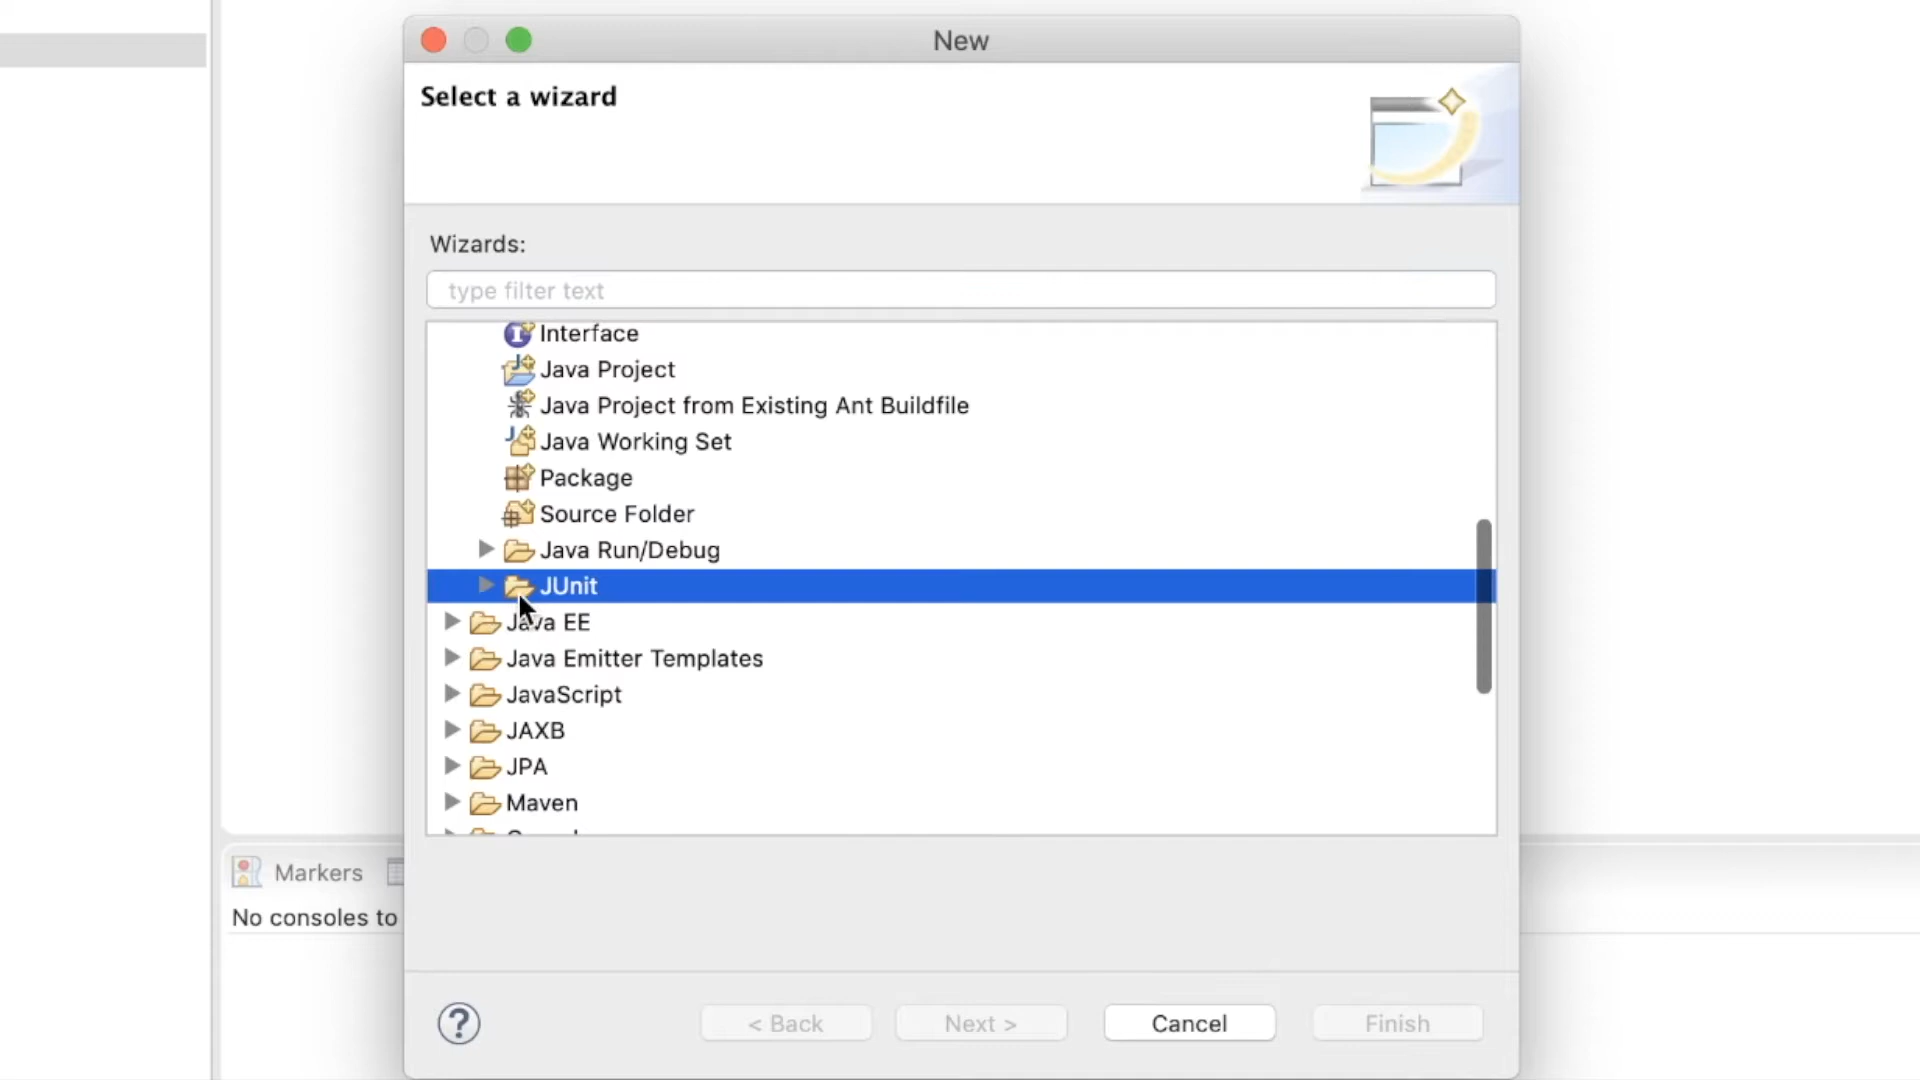 New
Select a wizard
Wizards:
type filter text
Interface
Java Project
Java Project from Existing Ant Buildfile
Java Working Set
Package
Source Folder
Java Run/Debug
JUnit
Java EE
Java Emitter Templates
JavaScript
JAXB
JPA
Maven
Markers
No consoles to
?
< Back
Next >
Cancel
Finish